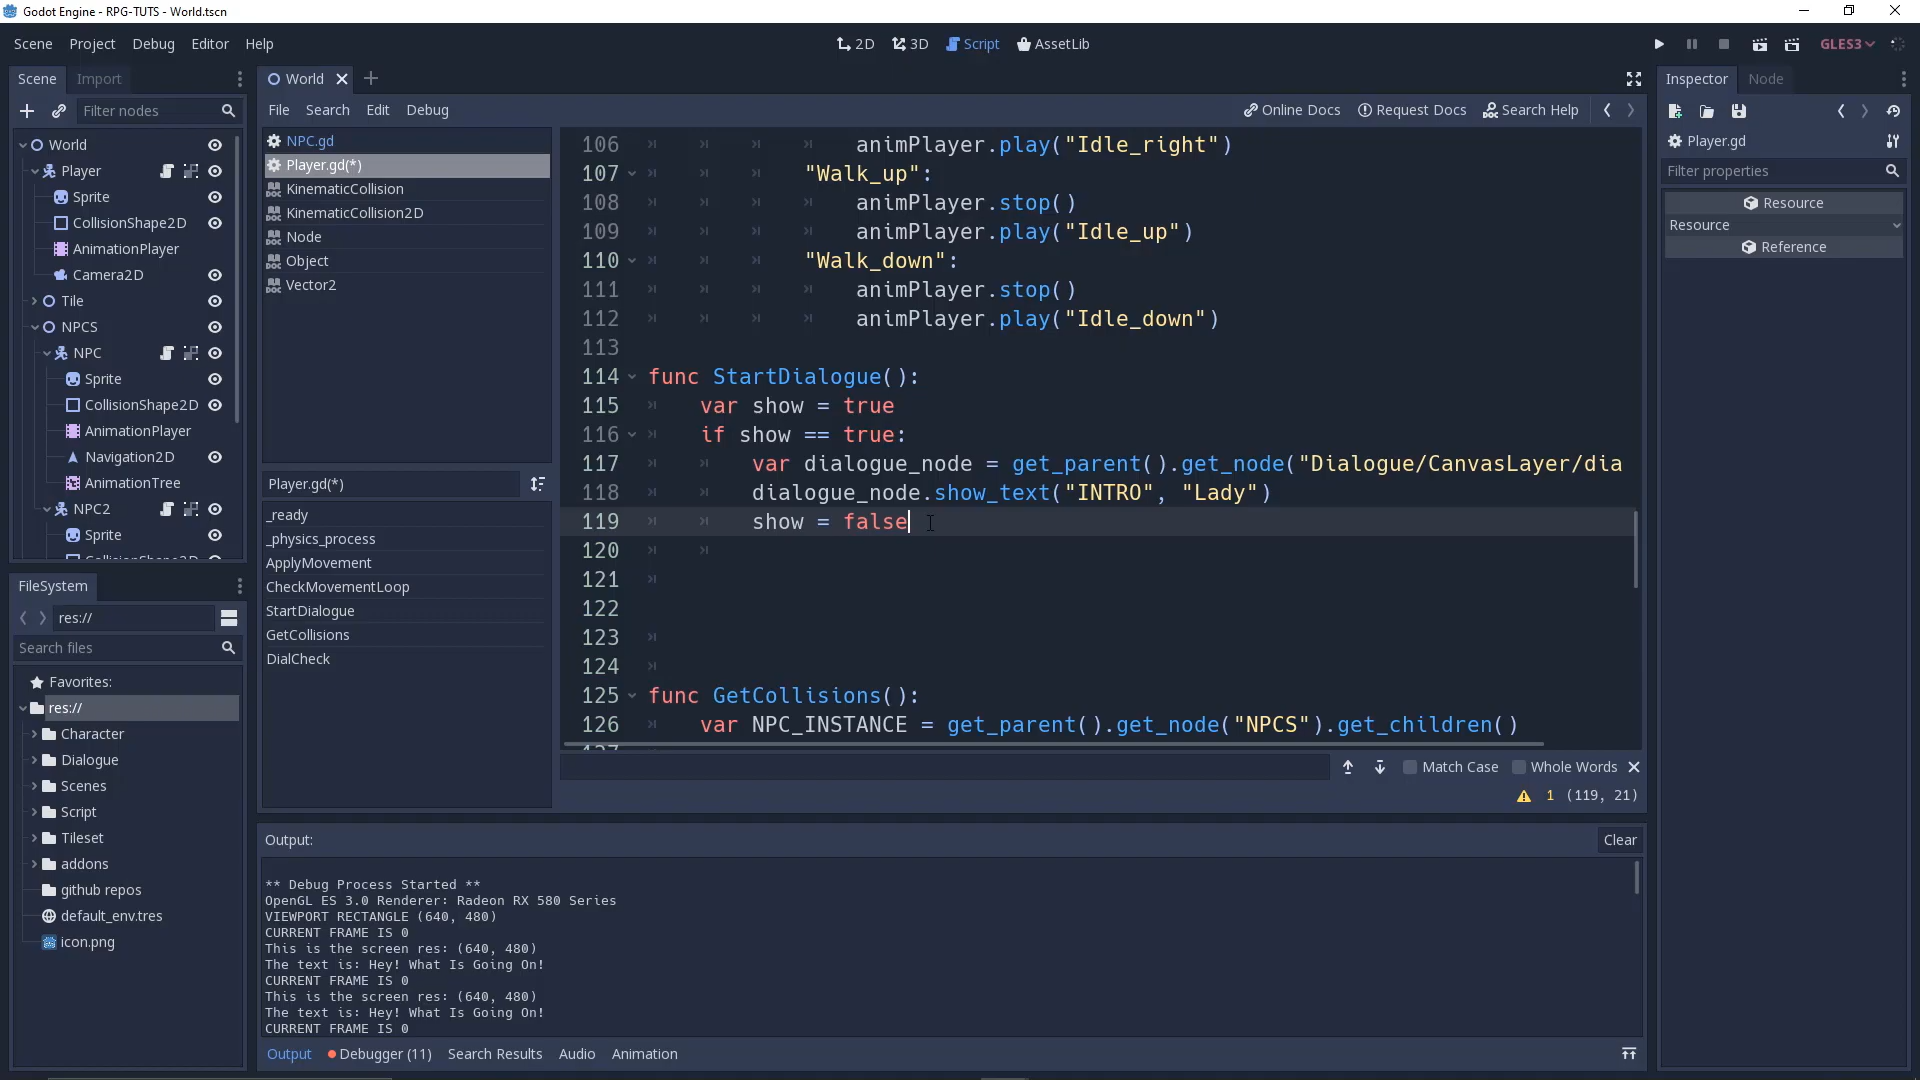 Godot Engine - RPG-TUTS - World.tscn
Scene Project Debug Editor Help
2D 3D Script AssetLib
GLES3
Scene Import
Filter nodes
World
Player
Sprite
CollisionShape2D
AnimationPlayer
Camera2D
Tile
NPCS
NPC
Sprite
CollisionShape2D
AnimationPlayer
Navigation2D
AnimationTree
NPC2
Sprite
FileSystem
res://
Search files
Favorites:
res://
Character
Dialogue
Scenes
Script
Tileset
addons
github repos
default_env.tres
icon.png
World
File Search Edit Debug
Online Docs Request Docs Search Help
NPC.gd
Player.gd(*)
KinematicCollision
KinematicCollision2D
Node
Object
Vector2
Player.gd(*)
_ready
_physics_process
ApplyMovement
CheckMovementLoop
StartDialogue
GetCollisions
DialCheck
106 animPlayer.play("Idle_right")
107 "Walk_up":
108 animPlayer.stop()
109 animPlayer.play("Idle_up")
110 "Walk_down":
111 animPlayer.stop()
112 animPlayer.play("Idle_down")
113
114 func StartDialogue():
115 var show = true
116 if show == true:
117 var dialogue_node = get_parent().get_node("Dialogue/CanvasLayer/dia
118 dialogue_node.show_text("INTRO", "Lady")
119 show = false
120
121
122
123
124
125 func GetCollisions():
126 var NPC_INSTANCE = get_parent().get_node("NPCS").get_children()
Match Case Whole Words
1 (119, 21)
Output:
Clear
** Debug Process Started **
OpenGL ES 3.0 Renderer: Radeon RX 580 Series
VIEWPORT RECTANGLE (640, 480)
CURRENT FRAME IS 0
This is the screen res: (640, 480)
The text is: Hey! What Is Going On!
CURRENT FRAME IS 0
This is the screen res: (640, 480)
The text is: Hey! What Is Going On!
CURRENT FRAME IS 0
Output Debugger (11) Search Results Audio Animation
Inspector Node
Player.gd
Filter properties
Resource
Resource
Reference